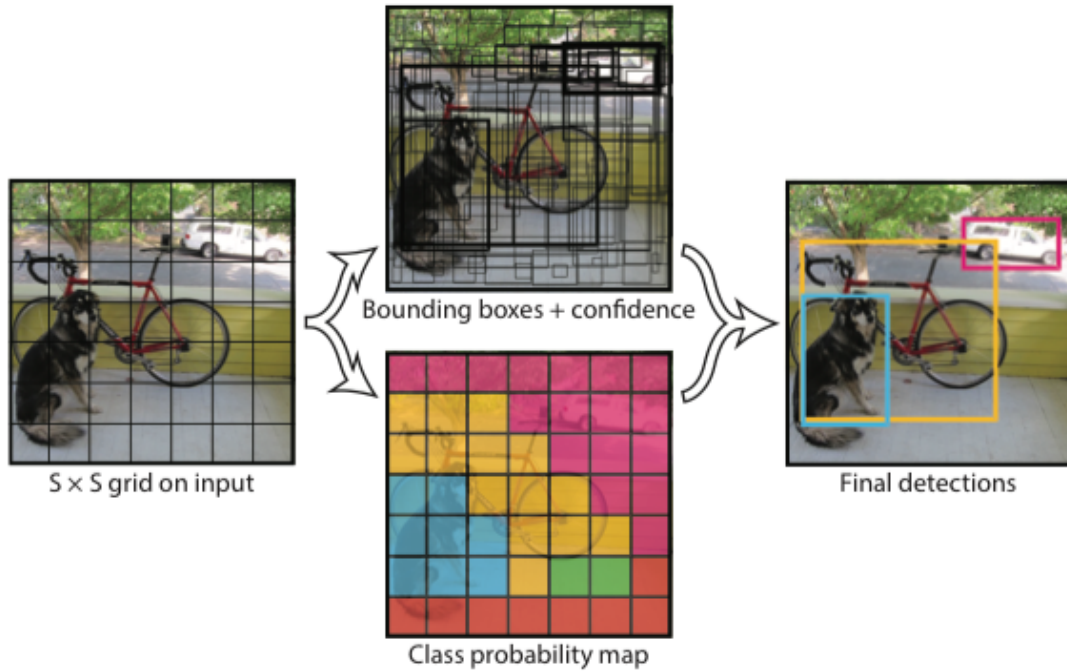 S × S grid on input
Bounding boxes + confidence
Class probability map
Final detections